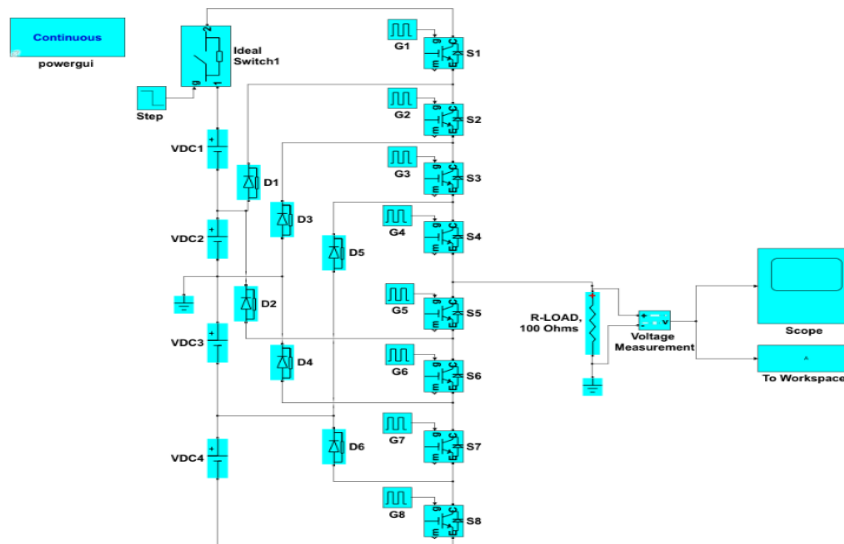 Continuous
powergui
2
Ideal
Switch1
g
1
Step
VDC1
VDC2
VDC3
VDC4
D1
D3
D5
D2
D4
D6
G1
g
C
m
E
S1
G2
g
C
m
E
S2
G3
g
C
m
E
S3
G4
g
C
m
E
S4
G5
g
C
m
E
S5
G6
g
C
m
E
S6
G7
g
C
m
E
S7
G8
g
C
m
E
S8
R-LOAD,
100 Ohms
+
-
v
Voltage
Measurement
Scope
To Workspace